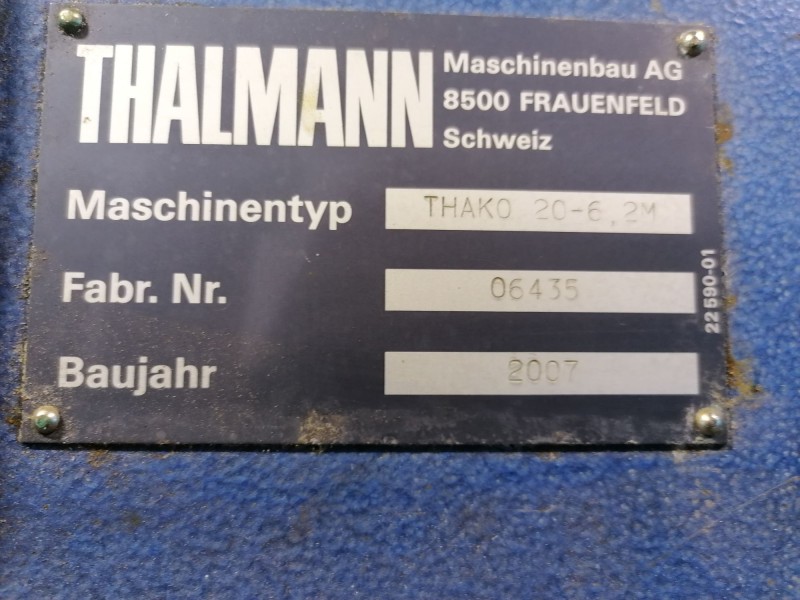 THALMANN
Maschinenbau AG
8500 FRAUENFELD
Schweiz
Maschinentyp THAKO 20-6,2M
Fabr. Nr. 06435
Baujahr 2007
22590-01